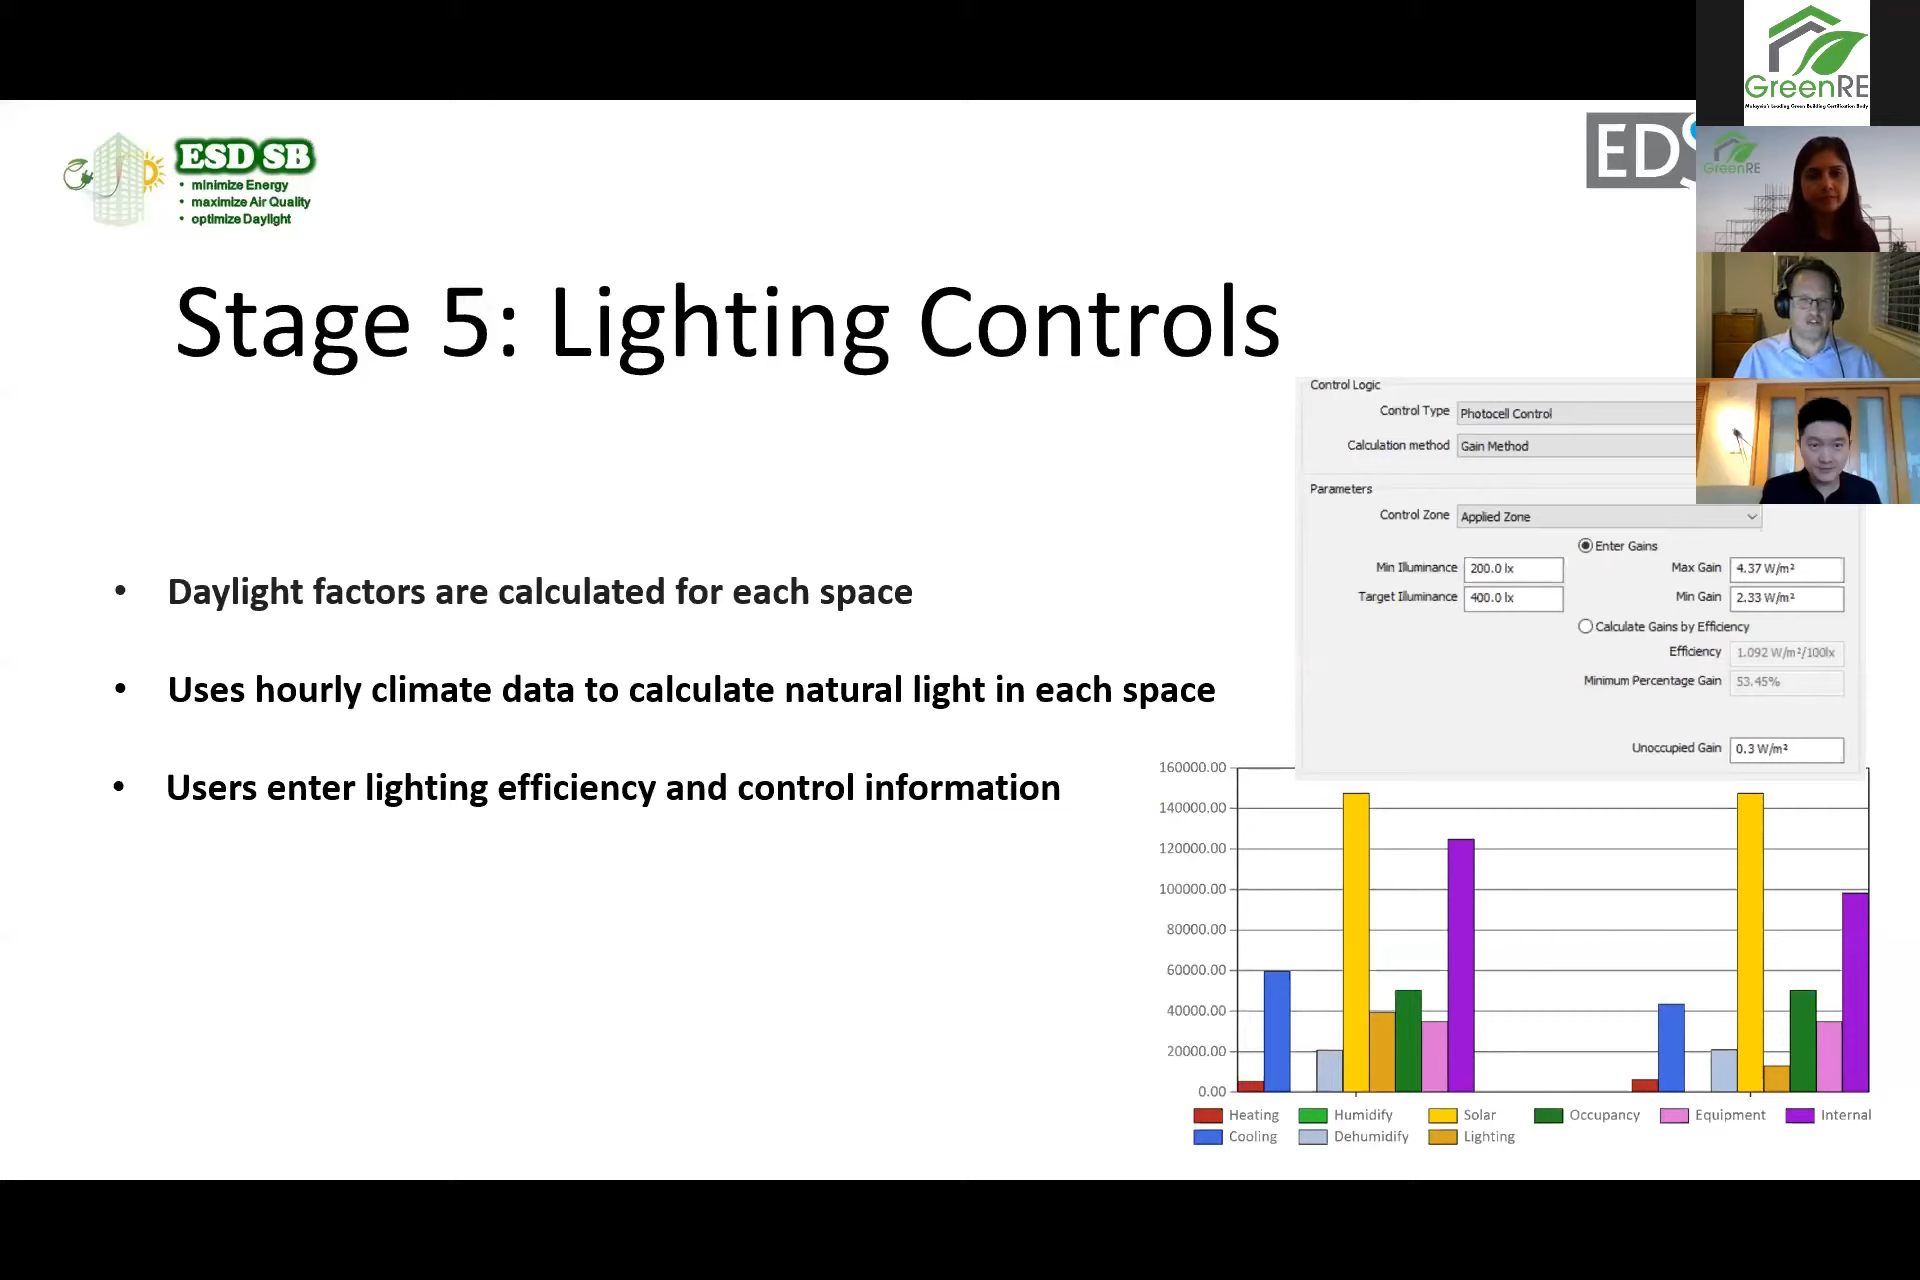 GreenRE
Malaysia's Leading Green Building Certification Body
ESD SB
• minimize Energy
• maximize Air Quality
• optimize Daylight
EDS
GreenRE
Stage 5: Lighting Controls
• Daylight factors are calculated for each space
• Uses hourly climate data to calculate natural light in each space
• Users enter lighting efficiency and control information
Control Logic
Control Type Photocell Control
Calculation method Gain Method
Parameters
Control Zone Applied Zone
Enter Gains
Min Illuminance 200.0 lx Max Gain 4.37 W/m²
Target Illuminance 400.0 lx Min Gain 2.33 W/m²
Calculate Gains by Efficiency
Efficiency 1.092 W/m²/100lx
Minimum Percentage Gain 53.45%
Unoccupied Gain 0.3 W/m²
160000.00
140000.00
120000.00
100000.00
80000.00
60000.00
40000.00
20000.00
0.00
Heating Humidify Solar Occupancy Equipment Internal
Cooling Dehumidify Lighting